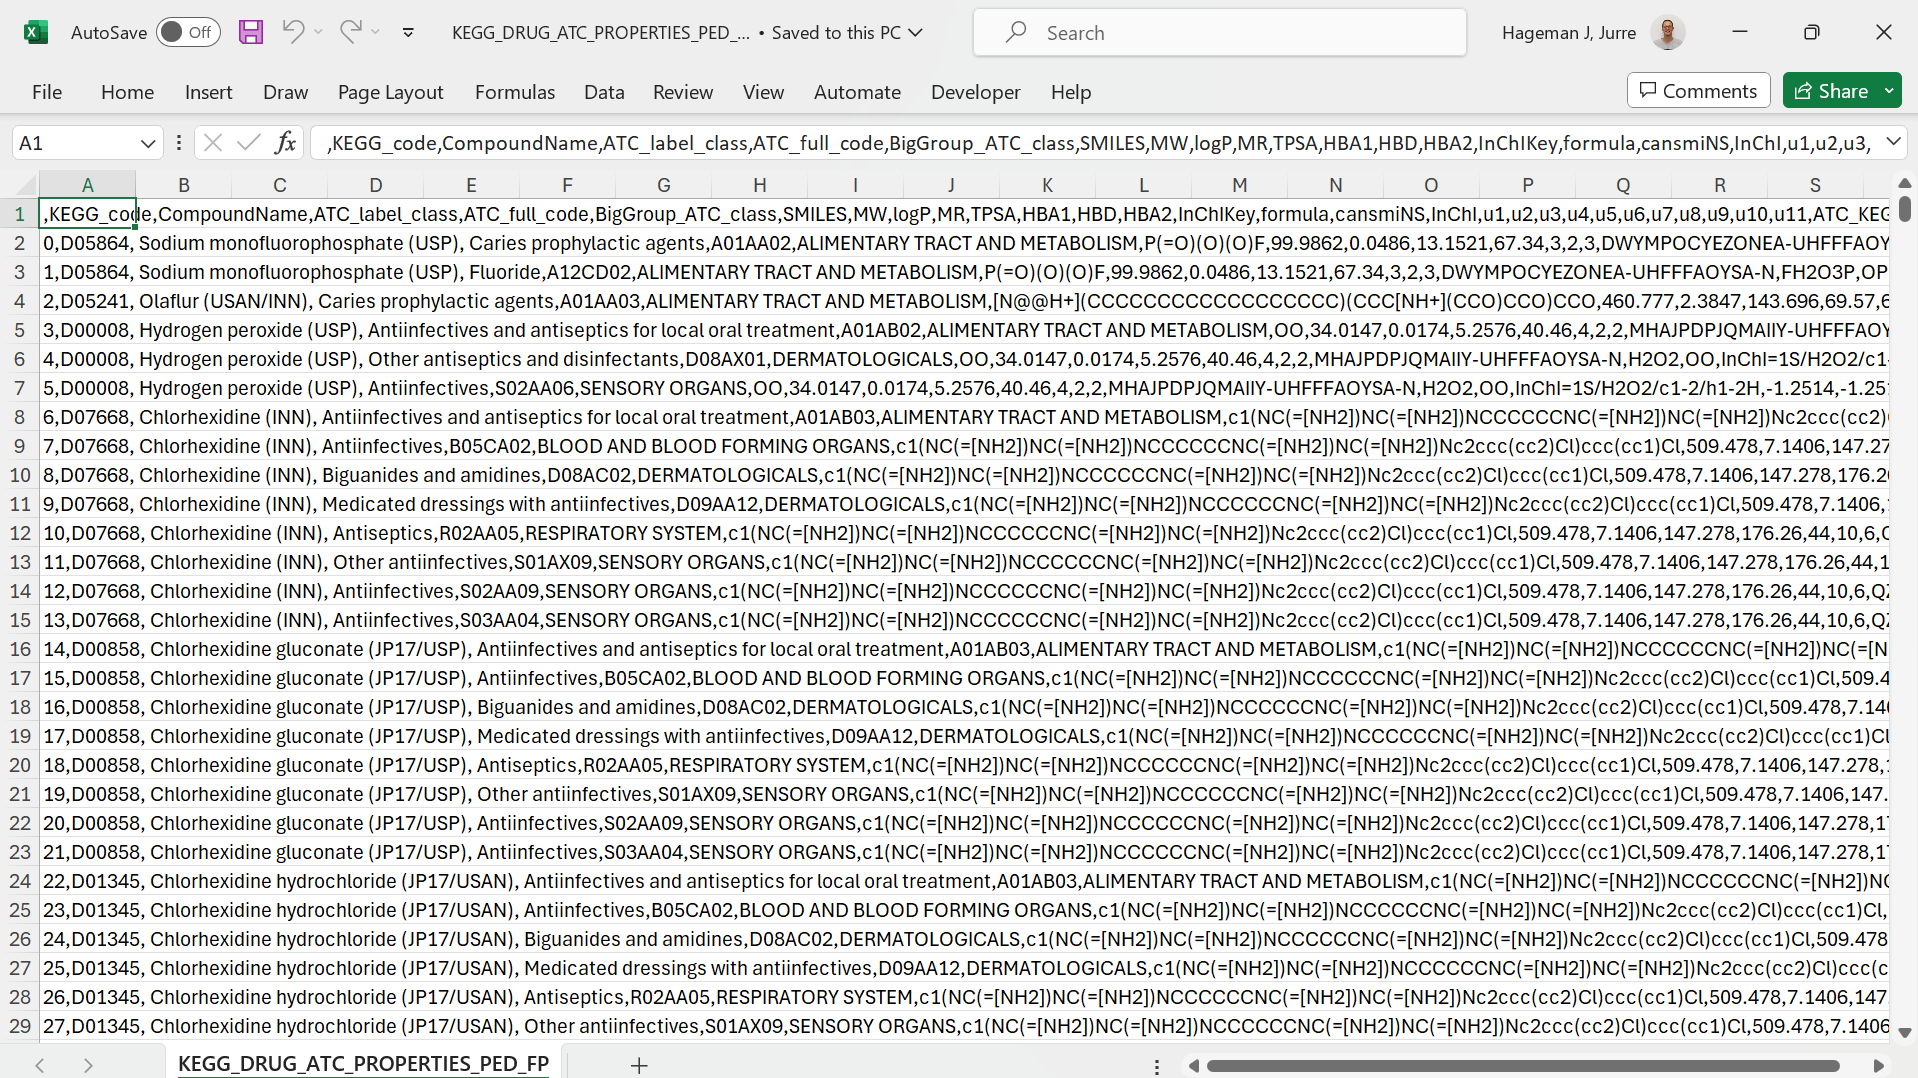 AutoSave Off KEGG_DRUG_ATC_PROPERTIES_PED_... • Saved to this PC Search Hageman J, Jurre
File Home Insert Draw Page Layout Formulas Data Review View Automate Developer Help Comments Share
A1 fx ,KEGG_code,CompoundName,ATC_label_class,ATC_full_code,BigGroup_ATC_class,SMILES,MW,logP,MR,TPSA,HBA1,HBD,HBA2,InChIKey,formula,cansmiNS,InChI,u1,u2,u3,
A B C D E F G H I J K L M N O P Q R S
1 ,KEGG_code,CompoundName,ATC_label_class,ATC_full_code,BigGroup_ATC_class,SMILES,MW,logP,MR,TPSA,HBA1,HBD,HBA2,InChIKey,formula,cansmiNS,InChI,u1,u2,u3,u4,u5,u6,u7,u8,u9,u10,u11,ATC_KEG
2 0,D05864, Sodium monofluorophosphate (USP), Caries prophylactic agents,A01AA02,ALIMENTARY TRACT AND METABOLISM,P(=O)(O)(O)F,99.9862,0.0486,13.1521,67.34,3,2,3,DWYMPOCYEZONEA-UHFFFAOY
3 1,D05864, Sodium monofluorophosphate (USP), Fluoride,A12CD02,ALIMENTARY TRACT AND METABOLISM,P(=O)(O)(O)F,99.9862,0.0486,13.1521,67.34,3,2,3,DWYMPOCYEZONEA-UHFFFAOYSA-N,FH2O3P,OP
4 2,D05241, Olaflur (USAN/INN), Caries prophylactic agents,A01AA03,ALIMENTARY TRACT AND METABOLISM,[N@@H+](CCCCCCCCCCCCCCCCCC)(CCC[NH+](CCO)CCO)CCO,460.777,2.3847,143.696,69.57,6
5 3,D00008, Hydrogen peroxide (USP), Antiinfectives and antiseptics for local oral treatment,A01AB02,ALIMENTARY TRACT AND METABOLISM,OO,34.0147,0.0174,5.2576,40.46,4,2,2,MHAJPDPJQMAIIY-UHFFFAOY
6 4,D00008, Hydrogen peroxide (USP), Other antiseptics and disinfectants,D08AX01,DERMATOLOGICALS,OO,34.0147,0.0174,5.2576,40.46,4,2,2,MHAJPDPJQMAIIY-UHFFFAOYSA-N,H2O2,OO,InChI=1S/H2O2/c1-
7 5,D00008, Hydrogen peroxide (USP), Antiinfectives,S02AA06,SENSORY ORGANS,OO,34.0147,0.0174,5.2576,40.46,4,2,2,MHAJPDPJQMAIIY-UHFFFAOYSA-N,H2O2,OO,InChI=1S/H2O2/c1-2/h1-2H,-1.2514,-1.251
8 6,D07668, Chlorhexidine (INN), Antiinfectives and antiseptics for local oral treatment,A01AB03,ALIMENTARY TRACT AND METABOLISM,c1(NC(=[NH2])NC(=[NH2])NCCCCCCNC(=[NH2])NC(=[NH2])Nc2ccc(cc2)
9 7,D07668, Chlorhexidine (INN), Antiinfectives,B05CA02,BLOOD AND BLOOD FORMING ORGANS,c1(NC(=[NH2])NC(=[NH2])NCCCCCCNC(=[NH2])NC(=[NH2])Nc2ccc(cc2)Cl)ccc(cc1)Cl,509.478,7.1406,147.27
10 8,D07668, Chlorhexidine (INN), Biguanides and amidines,D08AC02,DERMATOLOGICALS,c1(NC(=[NH2])NC(=[NH2])NCCCCCCNC(=[NH2])NC(=[NH2])Nc2ccc(cc2)Cl)ccc(cc1)Cl,509.478,7.1406,147.278,176.2
11 9,D07668, Chlorhexidine (INN), Medicated dressings with antiinfectives,D09AA12,DERMATOLOGICALS,c1(NC(=[NH2])NC(=[NH2])NCCCCCCNC(=[NH2])NC(=[NH2])Nc2ccc(cc2)Cl)ccc(cc1)Cl,509.478,7.1406,
12 10,D07668, Chlorhexidine (INN), Antiseptics,R02AA05,RESPIRATORY SYSTEM,c1(NC(=[NH2])NC(=[NH2])NCCCCCCNC(=[NH2])NC(=[NH2])Nc2ccc(cc2)Cl)ccc(cc1)Cl,509.478,7.1406,147.278,176.26,44,10,6,Q
13 11,D07668, Chlorhexidine (INN), Other antiinfectives,S01AX09,SENSORY ORGANS,c1(NC(=[NH2])NC(=[NH2])NCCCCCCNC(=[NH2])NC(=[NH2])Nc2ccc(cc2)Cl)ccc(cc1)Cl,509.478,7.1406,147.278,176.26,44,1
14 12,D07668, Chlorhexidine (INN), Antiinfectives,S02AA09,SENSORY ORGANS,c1(NC(=[NH2])NC(=[NH2])NCCCCCCNC(=[NH2])NC(=[NH2])Nc2ccc(cc2)Cl)ccc(cc1)Cl,509.478,7.1406,147.278,176.26,44,10,6,QZ
15 13,D07668, Chlorhexidine (INN), Antiinfectives,S03AA04,SENSORY ORGANS,c1(NC(=[NH2])NC(=[NH2])NCCCCCCNC(=[NH2])NC(=[NH2])Nc2ccc(cc2)Cl)ccc(cc1)Cl,509.478,7.1406,147.278,176.26,44,10,6,QZ
16 14,D00858, Chlorhexidine gluconate (JP17/USP), Antiinfectives and antiseptics for local oral treatment,A01AB03,ALIMENTARY TRACT AND METABOLISM,c1(NC(=[NH2])NC(=[NH2])NCCCCCCNC(=[NH2])NC(=[N
17 15,D00858, Chlorhexidine gluconate (JP17/USP), Antiinfectives,B05CA02,BLOOD AND BLOOD FORMING ORGANS,c1(NC(=[NH2])NC(=[NH2])NCCCCCCNC(=[NH2])NC(=[NH2])Nc2ccc(cc2)Cl)ccc(cc1)Cl,509.4
18 16,D00858, Chlorhexidine gluconate (JP17/USP), Biguanides and amidines,D08AC02,DERMATOLOGICALS,c1(NC(=[NH2])NC(=[NH2])NCCCCCCNC(=[NH2])NC(=[NH2])Nc2ccc(cc2)Cl)ccc(cc1)Cl,509.478,7.140
19 17,D00858, Chlorhexidine gluconate (JP17/USP), Medicated dressings with antiinfectives,D09AA12,DERMATOLOGICALS,c1(NC(=[NH2])NC(=[NH2])NCCCCCCNC(=[NH2])NC(=[NH2])Nc2ccc(cc2)Cl)ccc(cc1)Cl
20 18,D00858, Chlorhexidine gluconate (JP17/USP), Antiseptics,R02AA05,RESPIRATORY SYSTEM,c1(NC(=[NH2])NC(=[NH2])NCCCCCCNC(=[NH2])NC(=[NH2])Nc2ccc(cc2)Cl)ccc(cc1)Cl,509.478,7.1406,147.278,1
21 19,D00858, Chlorhexidine gluconate (JP17/USP), Other antiinfectives,S01AX09,SENSORY ORGANS,c1(NC(=[NH2])NC(=[NH2])NCCCCCCNC(=[NH2])NC(=[NH2])Nc2ccc(cc2)Cl)ccc(cc1)Cl,509.478,7.1406,147.
22 20,D00858, Chlorhexidine gluconate (JP17/USP), Antiinfectives,S02AA09,SENSORY ORGANS,c1(NC(=[NH2])NC(=[NH2])NCCCCCCNC(=[NH2])NC(=[NH2])Nc2ccc(cc2)Cl)ccc(cc1)Cl,509.478,7.1406,147.278,1
23 21,D00858, Chlorhexidine gluconate (JP17/USP), Antiinfectives,S03AA04,SENSORY ORGANS,c1(NC(=[NH2])NC(=[NH2])NCCCCCCNC(=[NH2])NC(=[NH2])Nc2ccc(cc2)Cl)ccc(cc1)Cl,509.478,7.1406,147.278,1
24 22,D01345, Chlorhexidine hydrochloride (JP17/USAN), Antiinfectives and antiseptics for local oral treatment,A01AB03,ALIMENTARY TRACT AND METABOLISM,c1(NC(=[NH2])NC(=[NH2])NCCCCCCNC(=[NH2])NC
25 23,D01345, Chlorhexidine hydrochloride (JP17/USAN), Antiinfectives,B05CA02,BLOOD AND BLOOD FORMING ORGANS,c1(NC(=[NH2])NC(=[NH2])NCCCCCCNC(=[NH2])NC(=[NH2])Nc2ccc(cc2)Cl)ccc(cc1)Cl,
26 24,D01345, Chlorhexidine hydrochloride (JP17/USAN), Biguanides and amidines,D08AC02,DERMATOLOGICALS,c1(NC(=[NH2])NC(=[NH2])NCCCCCCNC(=[NH2])NC(=[NH2])Nc2ccc(cc2)Cl)ccc(cc1)Cl,509.478
27 25,D01345, Chlorhexidine hydrochloride (JP17/USAN), Medicated dressings with antiinfectives,D09AA12,DERMATOLOGICALS,c1(NC(=[NH2])NC(=[NH2])NCCCCCCNC(=[NH2])NC(=[NH2])Nc2ccc(cc2)Cl)ccc(c
28 26,D01345, Chlorhexidine hydrochloride (JP17/USAN), Antiseptics,R02AA05,RESPIRATORY SYSTEM,c1(NC(=[NH2])NC(=[NH2])NCCCCCCNC(=[NH2])NC(=[NH2])Nc2ccc(cc2)Cl)ccc(cc1)Cl,509.478,7.1406,147
29 27,D01345, Chlorhexidine hydrochloride (JP17/USAN), Other antiinfectives,S01AX09,SENSORY ORGANS,c1(NC(=[NH2])NC(=[NH2])NCCCCCCNC(=[NH2])NC(=[NH2])Nc2ccc(cc2)Cl)ccc(cc1)Cl,509.478,7.1406
KEGG_DRUG_ATC_PROPERTIES_PED_FP